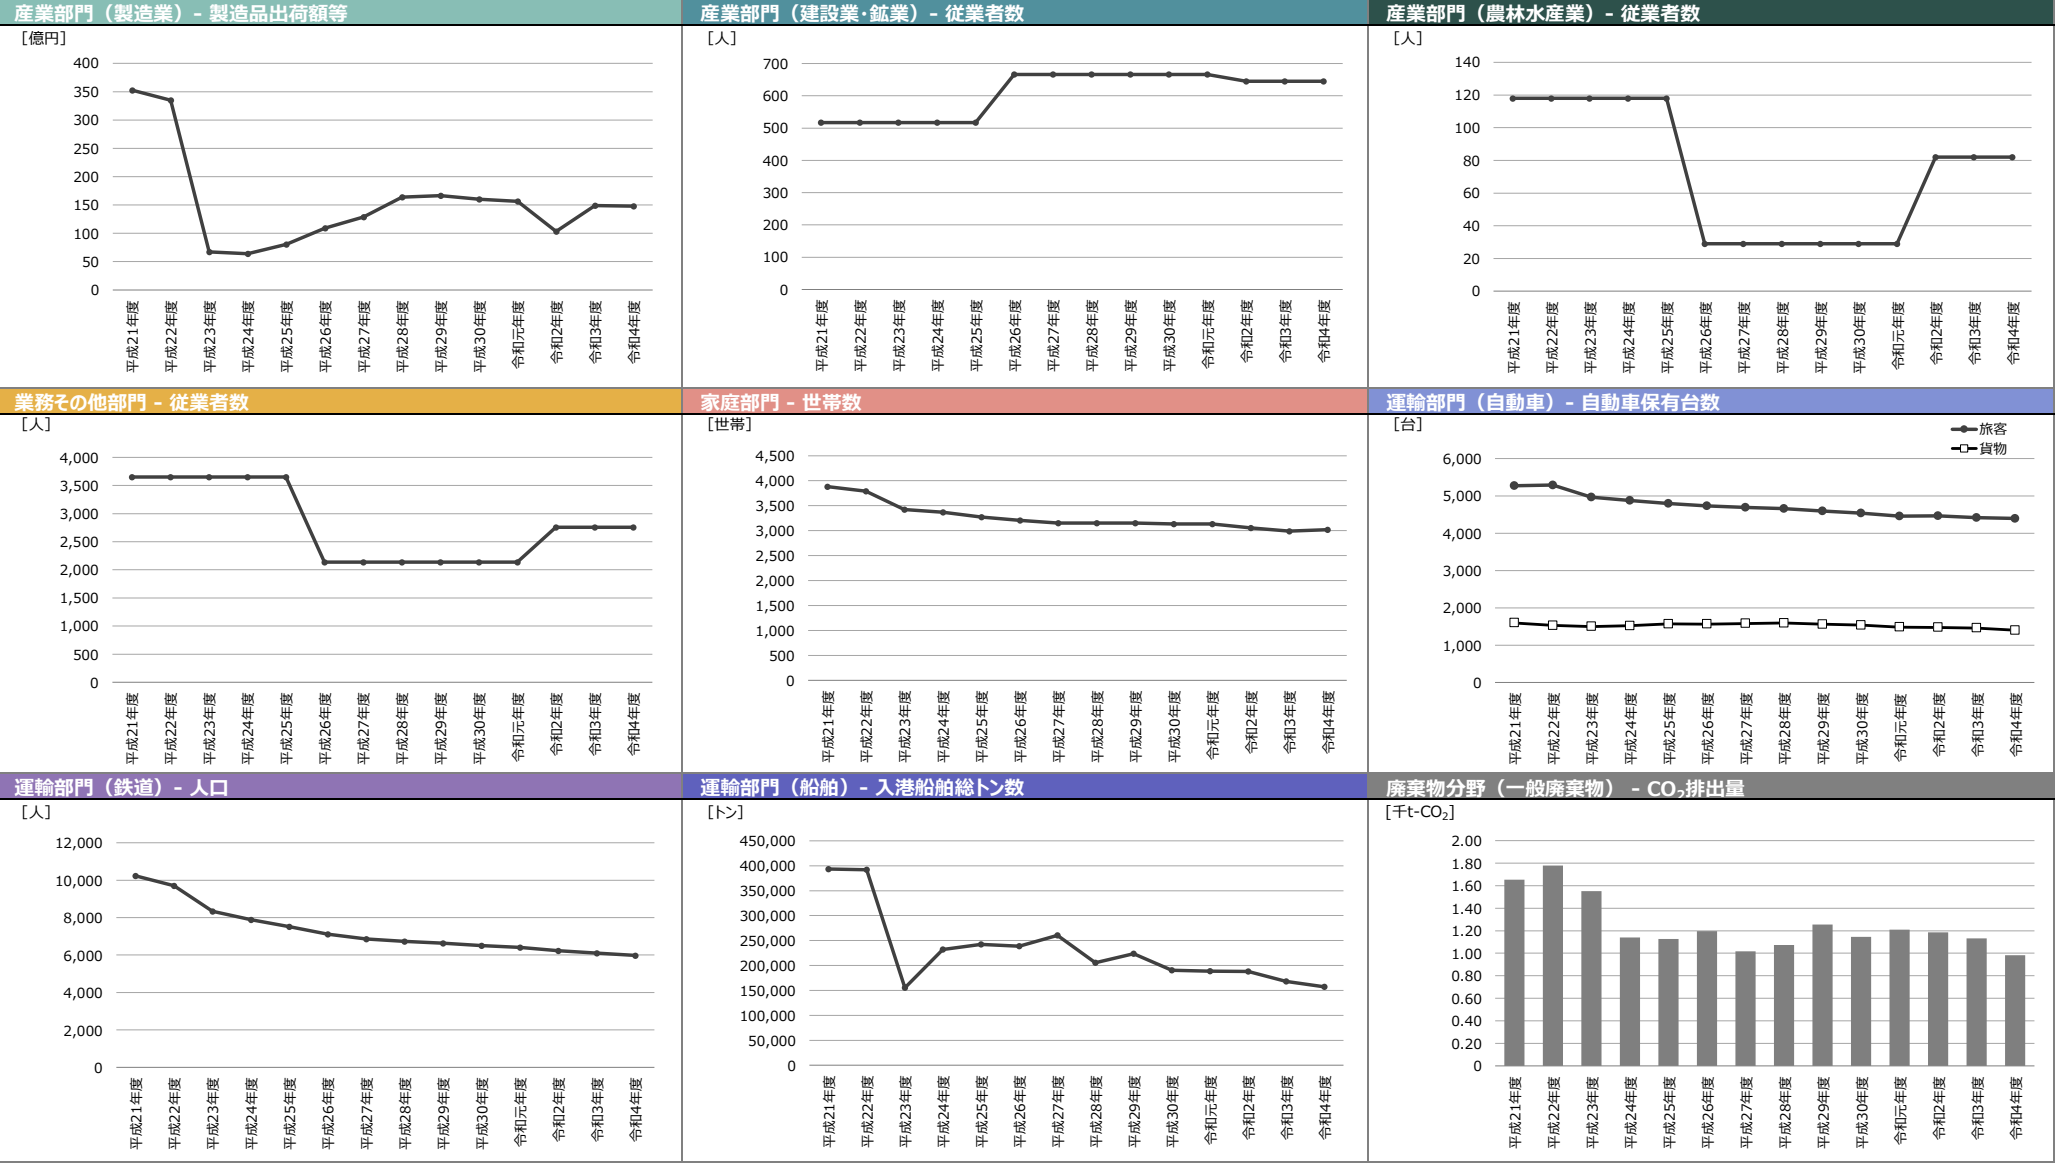 産業部門（製造業）- 製造品出荷額等
[億円]
400
350
300
250
200
150
100
50
0
平成21年度
平成22年度
平成23年度
平成24年度
平成25年度
平成26年度
平成27年度
平成28年度
平成29年度
平成30年度
令和元年度
令和2年度
令和3年度
令和4年度
産業部門（建設業・鉱業）- 従業者数
[人]
700
600
500
400
300
200
100
0
平成21年度
平成22年度
平成23年度
平成24年度
平成25年度
平成26年度
平成27年度
平成28年度
平成29年度
平成30年度
令和元年度
令和2年度
令和3年度
令和4年度
産業部門（農林水産業）- 従業者数
[人]
140
120
100
80
60
40
20
0
平成21年度
平成22年度
平成23年度
平成24年度
平成25年度
平成26年度
平成27年度
平成28年度
平成29年度
平成30年度
令和元年度
令和2年度
令和3年度
令和4年度
業務その他部門 - 従業者数
[人]
4,000
3,500
3,000
2,500
2,000
1,500
1,000
500
0
平成21年度
平成22年度
平成23年度
平成24年度
平成25年度
平成26年度
平成27年度
平成28年度
平成29年度
平成30年度
令和元年度
令和2年度
令和3年度
令和4年度
家庭部門 - 世帯数
[世帯]
4,500
4,000
3,500
3,000
2,500
2,000
1,500
1,000
500
0
平成21年度
平成22年度
平成23年度
平成24年度
平成25年度
平成26年度
平成27年度
平成28年度
平成29年度
平成30年度
令和元年度
令和2年度
令和3年度
令和4年度
運輸部門（自動車）- 自動車保有台数
[台]
旅客
貨物
6,000
5,000
4,000
3,000
2,000
1,000
0
平成21年度
平成22年度
平成23年度
平成24年度
平成25年度
平成26年度
平成27年度
平成28年度
平成29年度
平成30年度
令和元年度
令和2年度
令和3年度
令和4年度
運輸部門（鉄道）- 人口
[人]
12,000
10,000
8,000
6,000
4,000
2,000
0
平成21年度
平成22年度
平成23年度
平成24年度
平成25年度
平成26年度
平成27年度
平成28年度
平成29年度
平成30年度
令和元年度
令和2年度
令和3年度
令和4年度
運輸部門（船舶）- 入港船舶総トン数
[トン]
450,000
400,000
350,000
300,000
250,000
200,000
150,000
100,000
50,000
0
平成21年度
平成22年度
平成23年度
平成24年度
平成25年度
平成26年度
平成27年度
平成28年度
平成29年度
平成30年度
令和元年度
令和2年度
令和3年度
令和4年度
廃棄物分野（一般廃棄物） - CO₂排出量
[千t-CO₂]
2.00
1.80
1.60
1.40
1.20
1.00
0.80
0.60
0.40
0.20
0
平成21年度
平成22年度
平成23年度
平成24年度
平成25年度
平成26年度
平成27年度
平成28年度
平成29年度
平成30年度
令和元年度
令和2年度
令和3年度
令和4年度